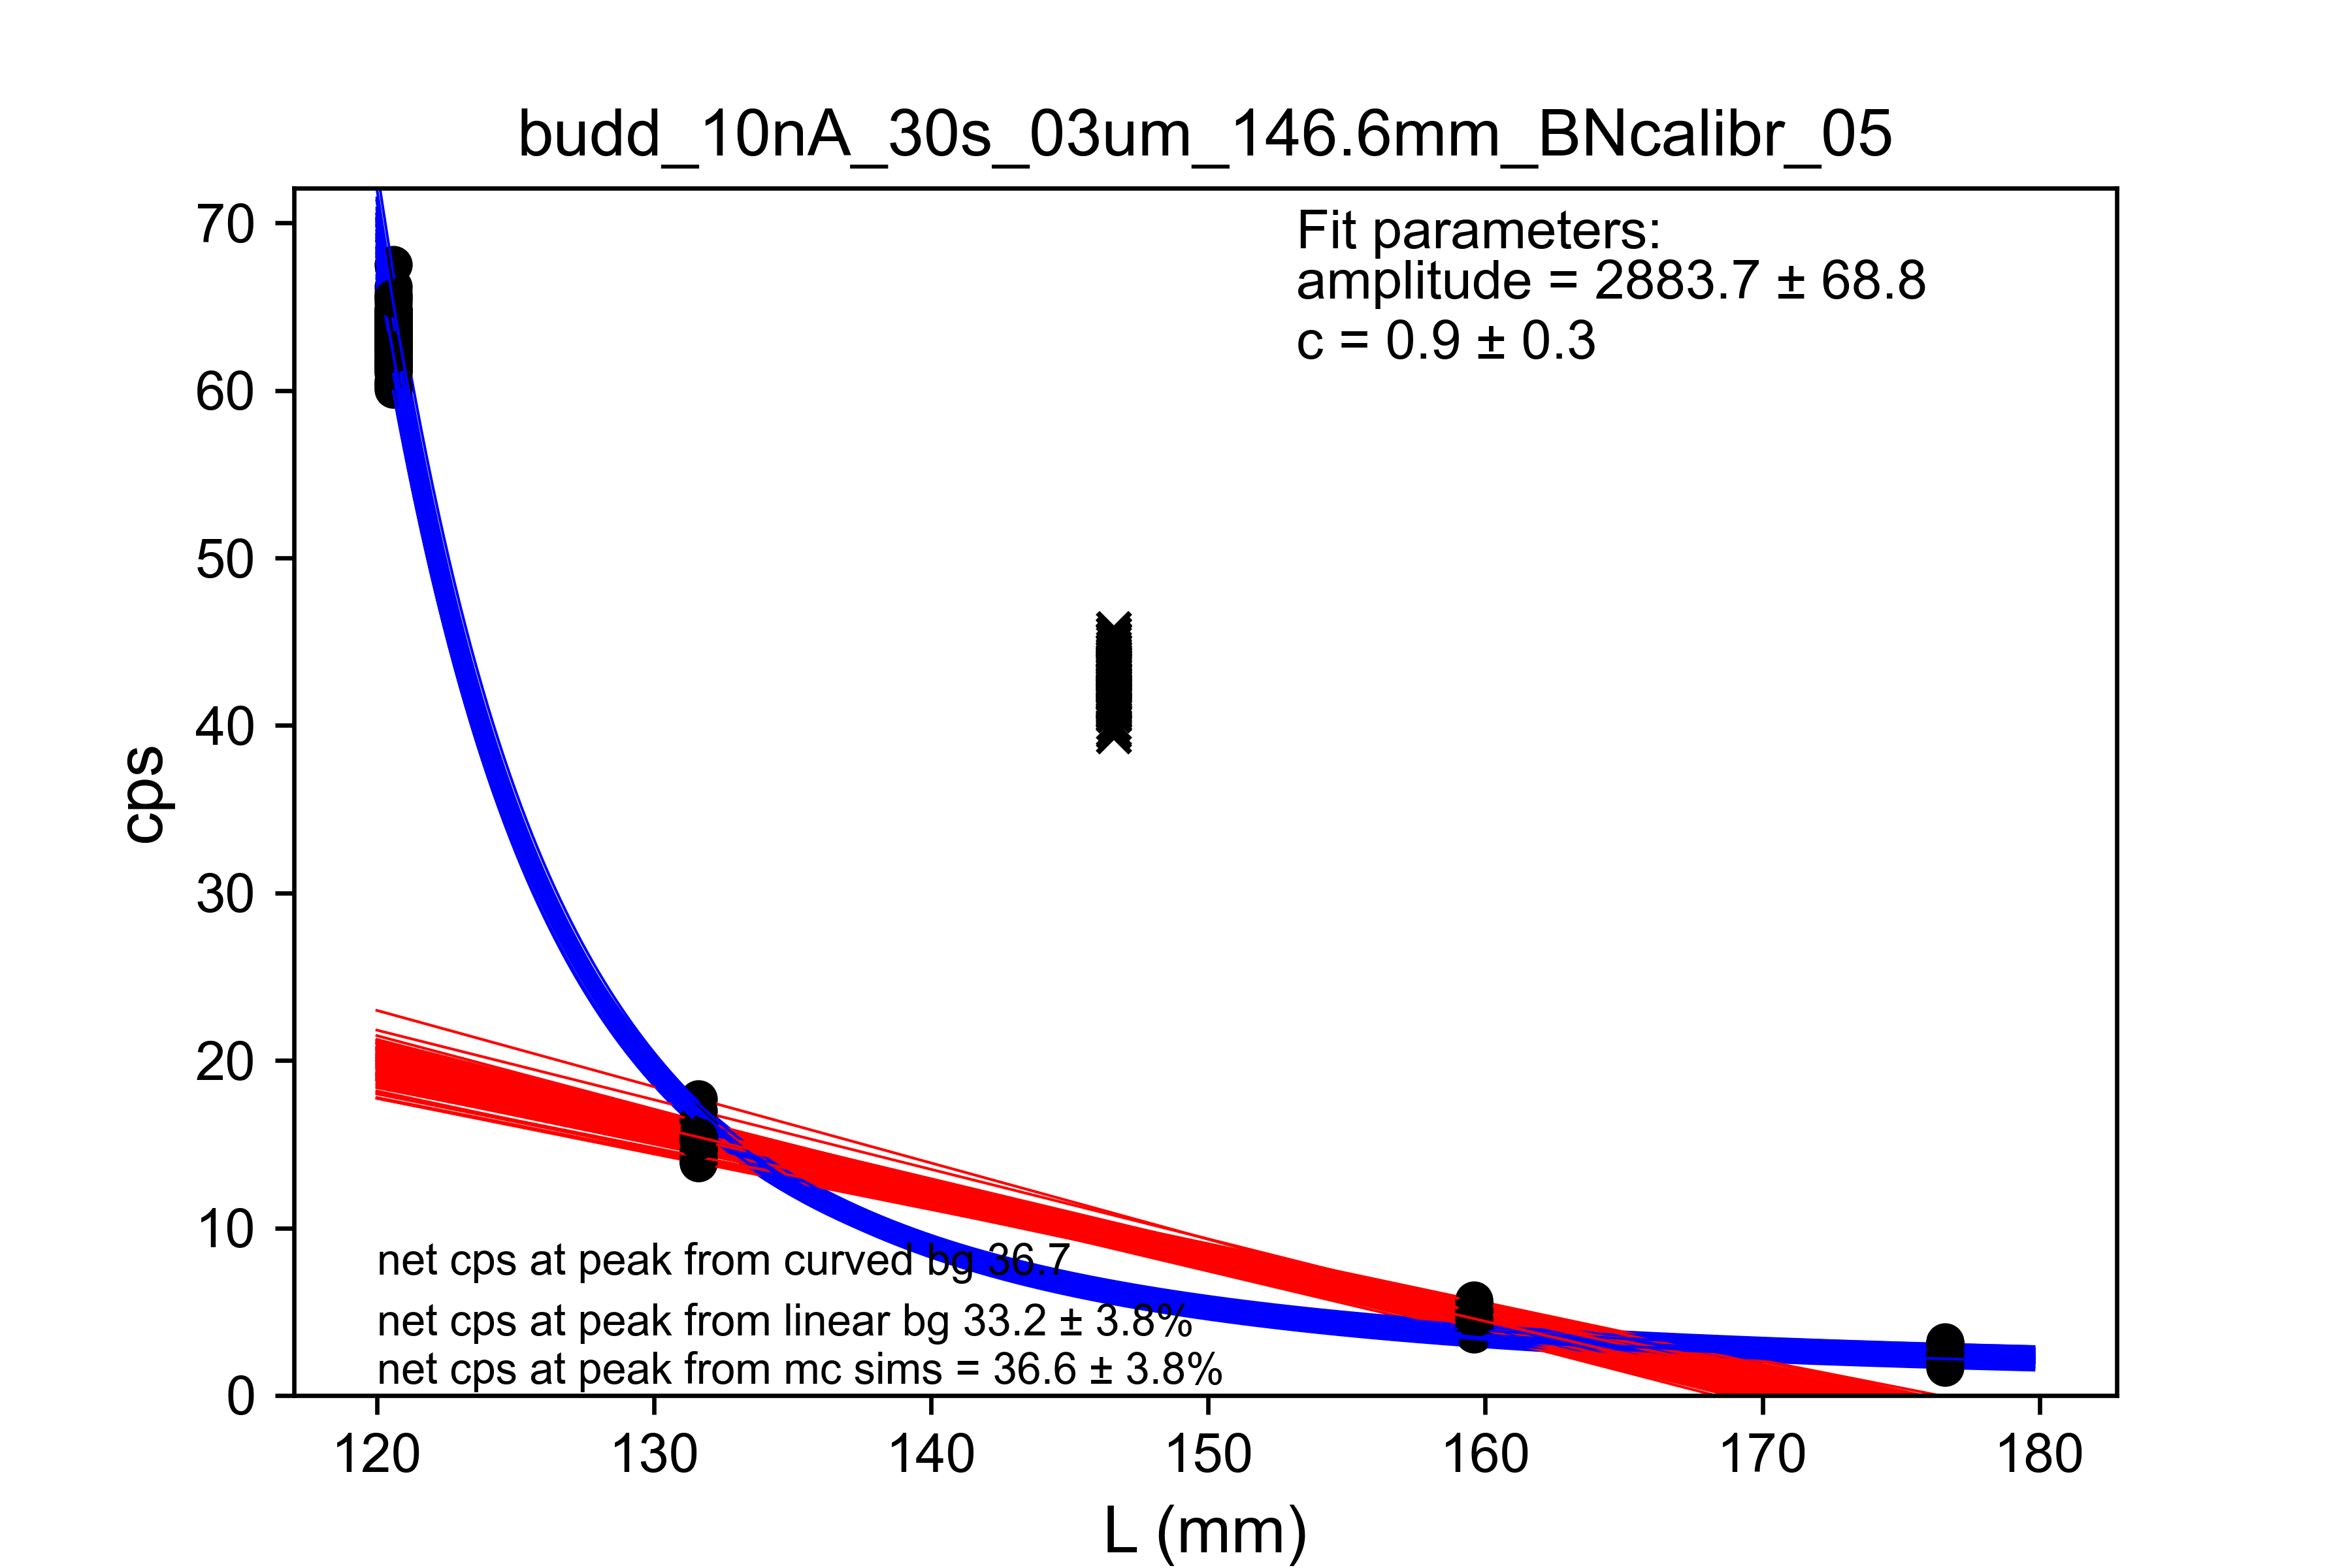 budd_10nA_30s_03um_146.6mm_BNcalibr_05
Fit parameters:
amplitude = 2883.7 ± 68.8
c = 0.9 ± 0.3
70
60
50
40
30
20
10
0
cps
net cps at peak from curved bg 36.7
net cps at peak from linear bg 33.2 ± 3.8%
net cps at peak from mc sims = 36.6 ± 3.8%
120 130 140 150 160 170 180
L (mm)